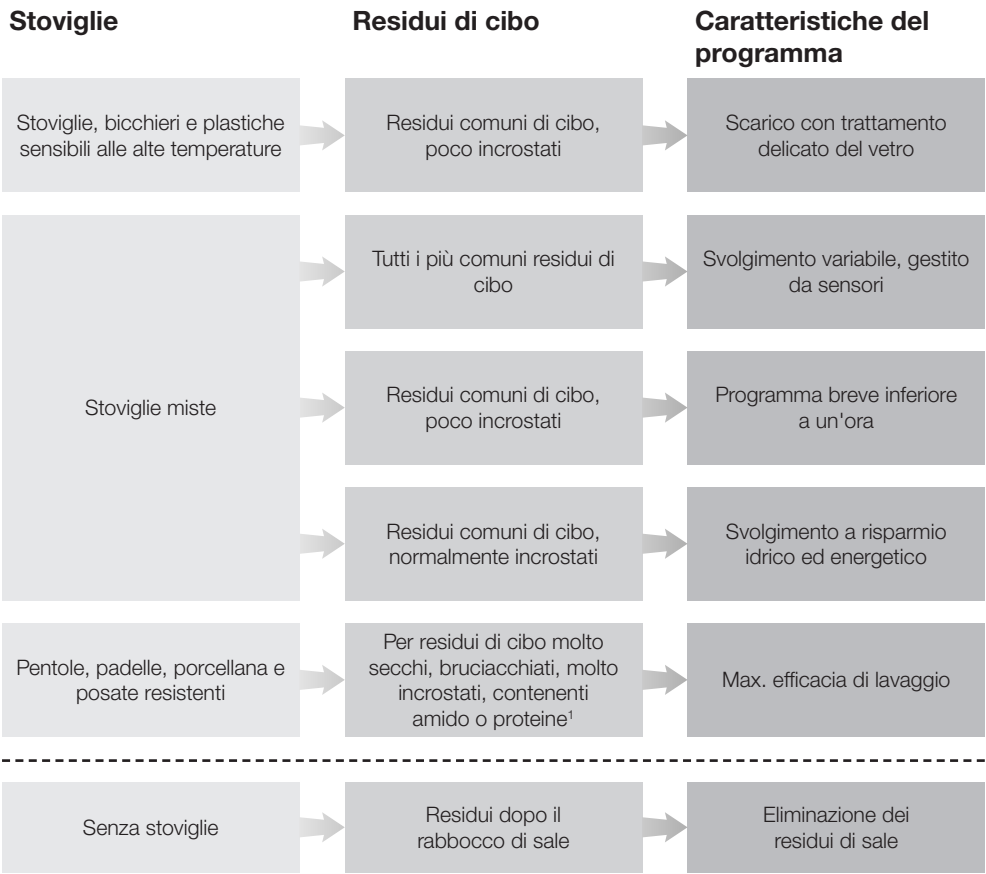 Stoviglie
Residui di cibo
Caratteristiche del
programma
Stoviglie, bicchieri e plastiche
sensibili alle alte temperature
Residui comuni di cibo,
poco incrostati
Scarico con trattamento
delicato del vetro
Stoviglie miste
Tutti i più comuni residui di
cibo
Svolgimento variabile, gestito
da sensori
Residui comuni di cibo,
poco incrostati
Programma breve inferiore
a un'ora
Residui comuni di cibo,
normalmente incrostati
Svolgimento a risparmio
idrico ed energetico
Pentole, padelle, porcellana e
posate resistenti
Per residui di cibo molto
secchi, bruciacchiati, molto
incrostati, contenenti
amido o proteine¹
Max. efficacia di lavaggio
Senza stoviglie
Residui dopo il
rabbocco di sale
Eliminazione dei
residui di sale